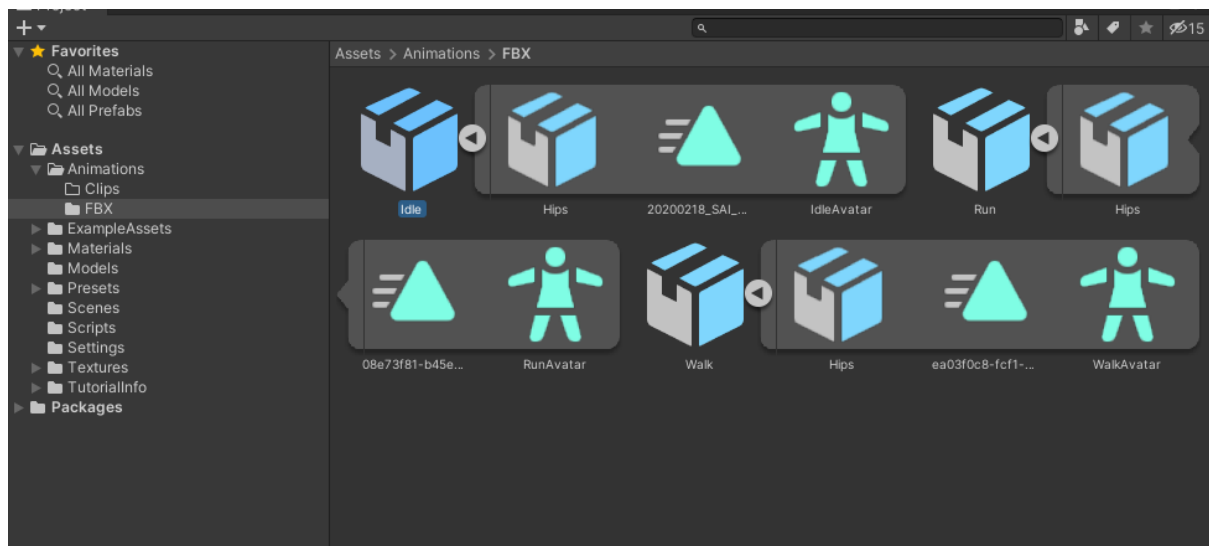 Project
15
Favorites
Assets > Animations > FBX
All Materials
All Models
All Prefabs
Assets
Animations
Clips
FBX
ExampleAssets
Materials
Models
Presets
Scenes
Scripts
Settings
Textures
TutorialInfo
Packages
Idle
Hips
20200218_SAI_...
IdleAvatar
Run
Hips
08e73f81-b45e...
RunAvatar
Walk
Hips
ea03f0c8-fcf1-...
WalkAvatar